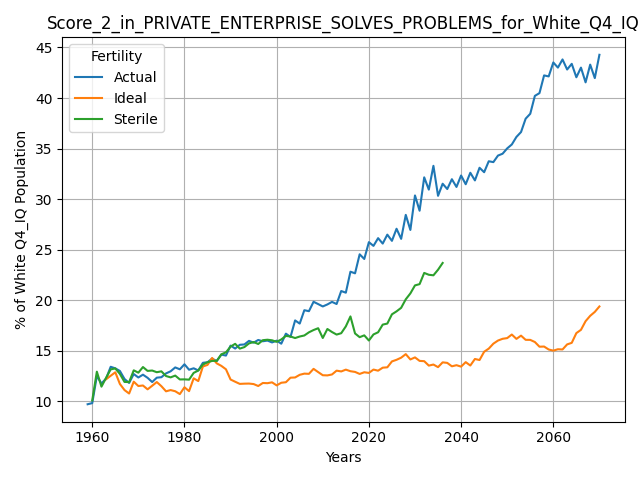 Score_2_in_PRIVATE_ENTERPRISE_SOLVES_PROBLEMS_for_White_Q4_IQ
Fertility
Actual
Ideal
Sterile
% of White Q4_IQ Population
45
40
35
30
25
20
15
10
1960
1980
2000
2020
2040
2060
Years